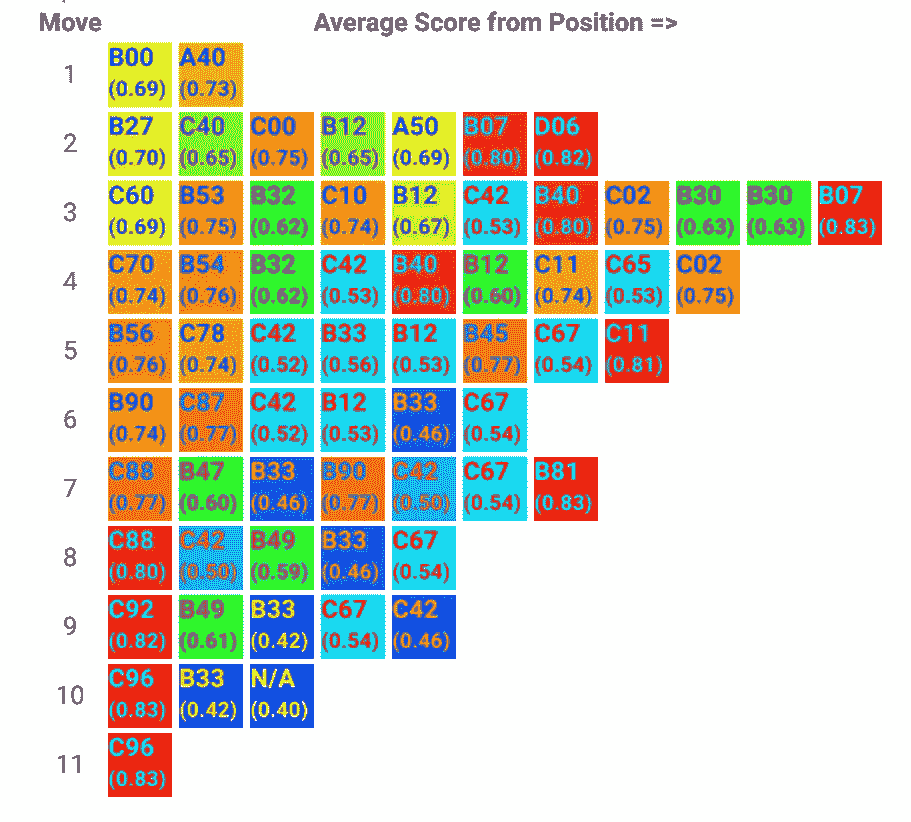 Move Average Score from Position =>
1 B00 A40
(0.69) (0.73)
2 B27 C40 C00 B12 A50 B07 D06
(0.70) (0.65) (0.75) (0.65) (0.69) (0.80) (0.82)
3 C60 B53 B32 C10 B12 C42 B40 C02 B30 B30 B07
(0.69) (0.75) (0.62) (0.74) (0.67) (0.53) (0.80) (0.75) (0.63) (0.63) (0.83)
4 C70 B54 B32 C42 B40 B12 C11 C65 C02
(0.74) (0.76) (0.62) (0.53) (0.80) (0.60) (0.74) (0.53) (0.75)
5 B56 C78 C42 B33 B12 B45 C67 C11
(0.76) (0.74) (0.52) (0.56) (0.53) (0.77) (0.54) (0.81)
6 B90 C87 C42 B12 B33 C67
(0.74) (0.77) (0.52) (0.53) (0.46) (0.54)
7 C88 B47 B33 B90 C42 C67 B81
(0.77) (0.60) (0.46) (0.77) (0.50) (0.54) (0.83)
8 C88 C42 B49 B33 C67
(0.80) (0.50) (0.59) (0.46) (0.54)
9 C92 B49 B33 C67 C42
(0.82) (0.61) (0.42) (0.54) (0.46)
10 C96 B33 N/A
(0.83) (0.42) (0.40)
11 C96
(0.83)